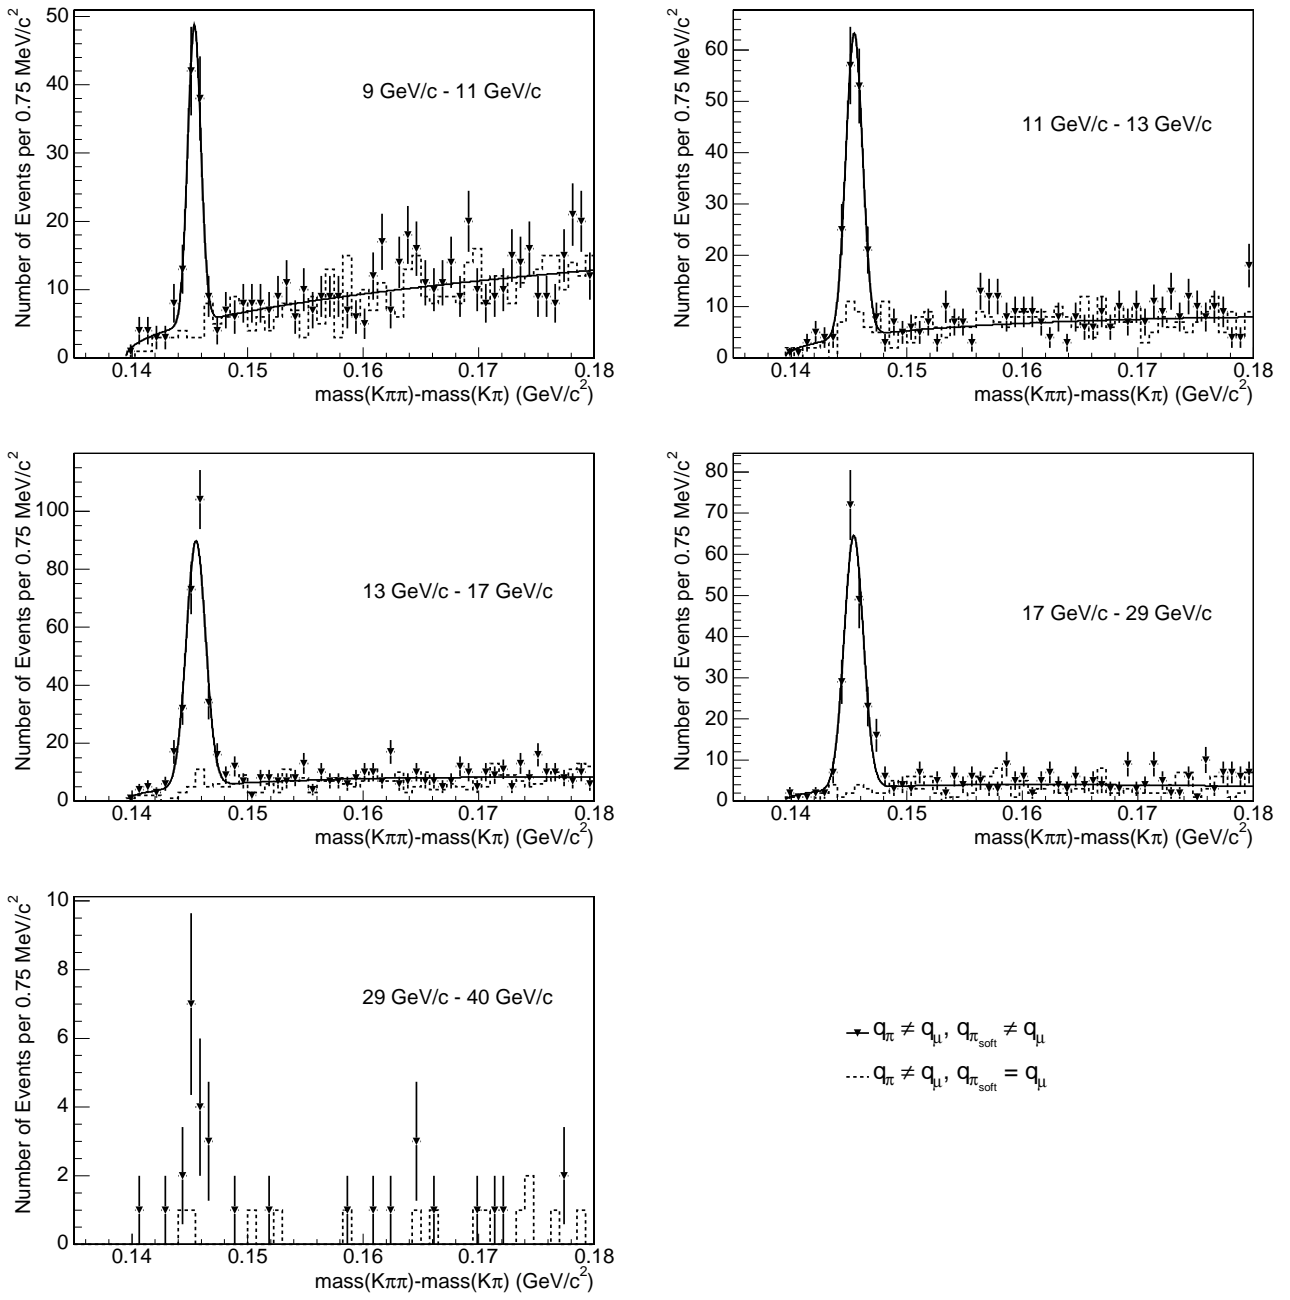 Number of Events per 0.75 MeV/c²
50
40
30
20
10
0
9 GeV/c - 11 GeV/c
0.14 0.15 0.16 0.17 0.18
mass(Kππ)-mass(Kπ) (GeV/c²)
Number of Events per 0.75 MeV/c²
60
50
40
30
20
10
0
11 GeV/c - 13 GeV/c
0.14 0.15 0.16 0.17 0.18
mass(Kππ)-mass(Kπ) (GeV/c²)
Number of Events per 0.75 MeV/c²
100
80
60
40
20
0
13 GeV/c - 17 GeV/c
0.14 0.15 0.16 0.17 0.18
mass(Kππ)-mass(Kπ) (GeV/c²)
Number of Events per 0.75 MeV/c²
80
70
60
50
40
30
20
10
0
17 GeV/c - 29 GeV/c
0.14 0.15 0.16 0.17 0.18
mass(Kππ)-mass(Kπ) (GeV/c²)
Number of Events per 0.75 MeV/c²
10
8
6
4
2
0
29 GeV/c - 40 GeV/c
0.14 0.15 0.16 0.17 0.18
mass(Kππ)-mass(Kπ) (GeV/c²)
qπ ≠ qμ, qπsoft ≠ qμ
qπ ≠ qμ, qπsoft = qμ